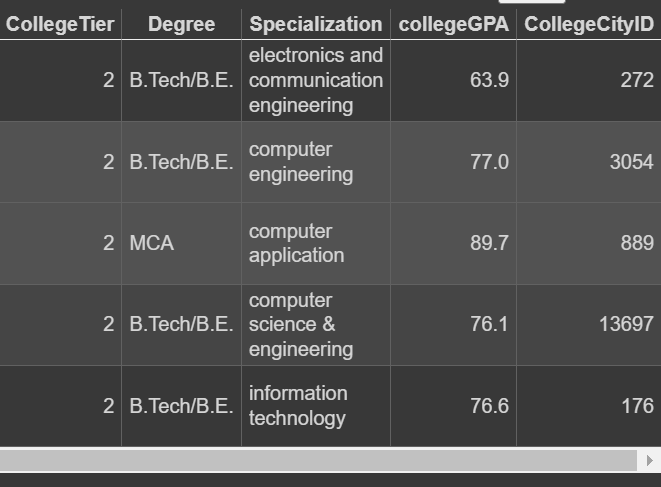 CollegeTier Degree Specialization collegeGPA CollegeCityID
2 B.Tech/B.E. electronics and communication engineering 63.9 272
2 B.Tech/B.E. computer engineering 77.0 3054
2 MCA computer application 89.7 889
2 B.Tech/B.E. computer science & engineering 76.1 13697
2 B.Tech/B.E. information technology 76.6 176